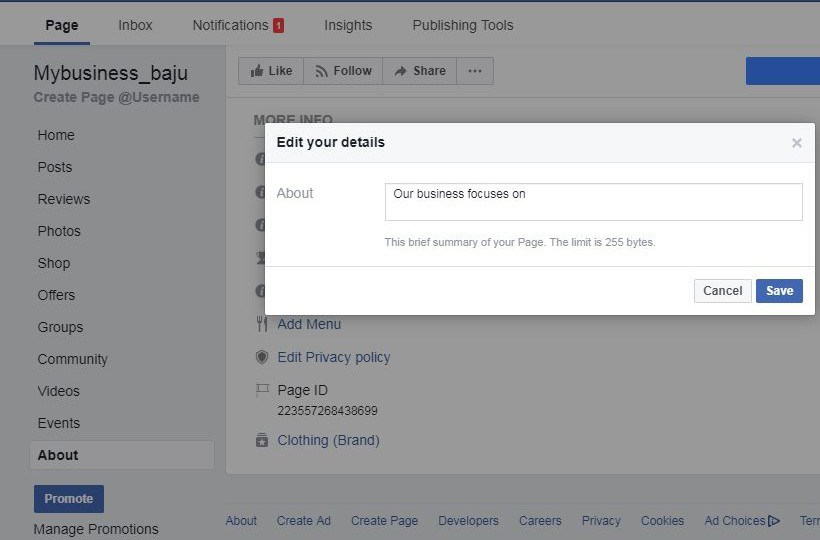 Page Inbox Notifications 1 Insights Publishing Tools
Mybusiness_baju
Create Page @Username
Like Follow Share ...
Home
Posts
Reviews
Photos
Shop
Offers
Groups
Community
Videos
Events
About
Promote
Manage Promotions
MORE INFO
Edit your details ×
About Our business focuses on
This brief summary of your Page. The limit is 255 bytes.
Cancel Save
Add Menu
Edit Privacy policy
Page ID
223557268438699
Clothing (Brand)
About Create Ad Create Page Developers Careers Privacy Cookies Ad Choices